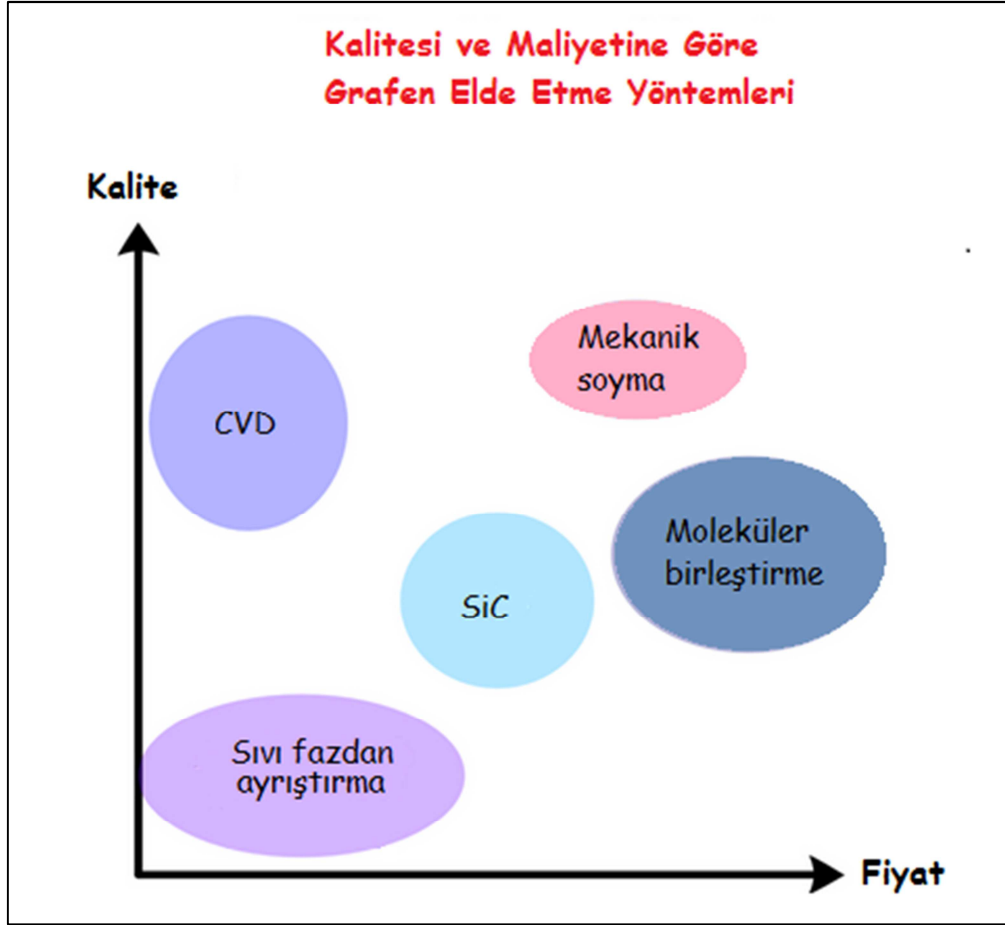 Kalitesi ve Maliyetine Göre
Grafen Elde Etme Yöntemleri
Kalite
Mekanik
soyma
CVD
Moleküler
birleştirme
SiC
Sıvı fazdan
ayrıştırma
Fiyat